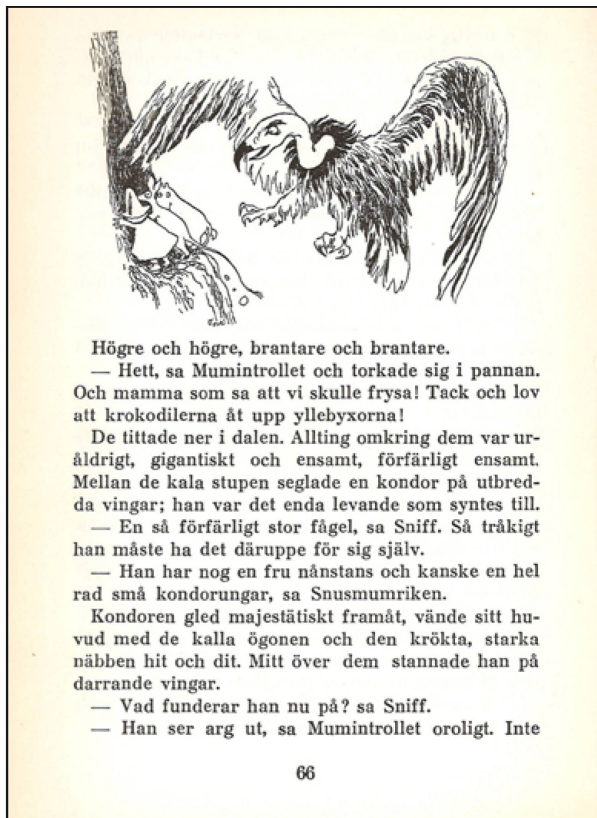 Högre och högre, brantare och brantare.
— Hett, sa Mumintrollet och torkade sig i pannan.
Och mamma som sa att vi skulle frysa! Tack och lov
att krokodilerna åt upp yllebyxorna!
De tittade ner i dalen. Allting omkring dem var ur-
åldrigt, gigantiskt och ensamt, förfärligt ensamt.
Mellan de kala stupen seglade en kondor på utbred-
da vingar; han var det enda levande som syntes till.
— En så förfärligt stor fågel, sa Sniff. Så tråkigt
han måste ha det däruppe för sig själv.
— Han har nog en fru nånstans och kanske en hel
rad små kondorungar, sa Snusmumriken.
Kondoren gled majestätiskt framåt, vände sitt hu-
vud med de kalla ögonen och den krökta, starka
näbben hit och dit. Mitt över dem stannade han på
darrande vingar.
— Vad funderar han nu på? sa Sniff.
— Han ser arg ut, sa Mumintrollet oroligt. Inte
66